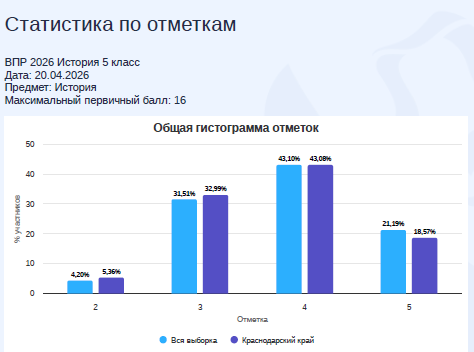 Статистика по отметкам
ВПР 2026 История 5 класс
Дата: 20.04.2026
Предмет: История
Максимальный первичный балл: 16
Общая гистограмма отметок
% участников
50
40
30
20
10
0
4,20% 5,36%
31,51% 32,99%
43,10% 43,08%
21,19% 18,57%
2 3 4 5
Отметка
Вся выборка Краснодарский край